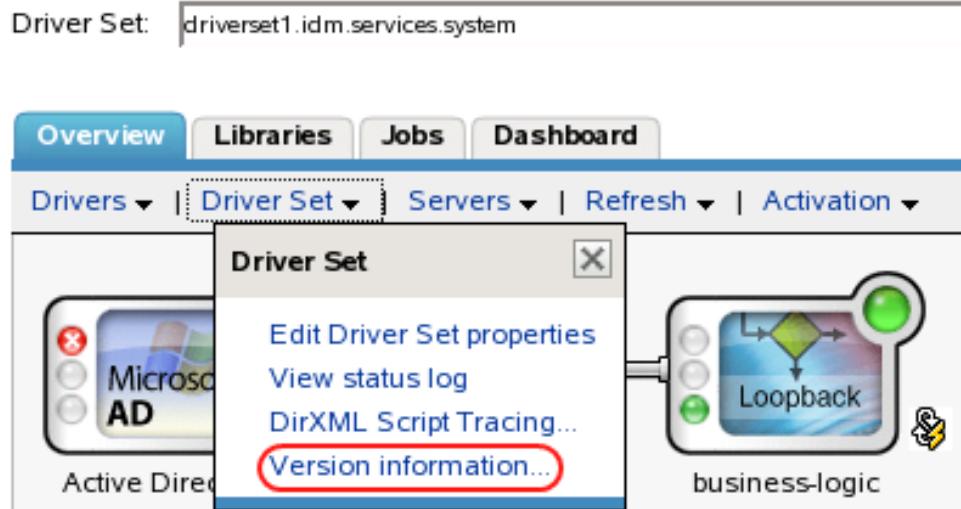 Driver Set: driverset1.idm.services.system
Overview Libraries Jobs Dashboard
Drivers | Driver Set | Servers | Refresh | Activation
Driver Set
Edit Driver Set properties
View status log
DirXML Script Tracing...
Version information...
AD
Loopback
business-logic
Active